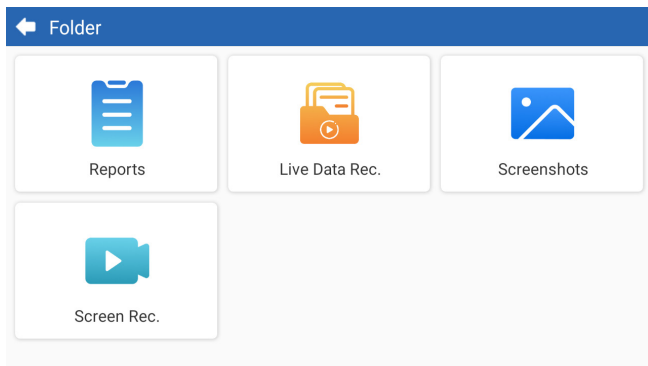 Folder
Reports
Live Data Rec.
Screenshots
Screen Rec.